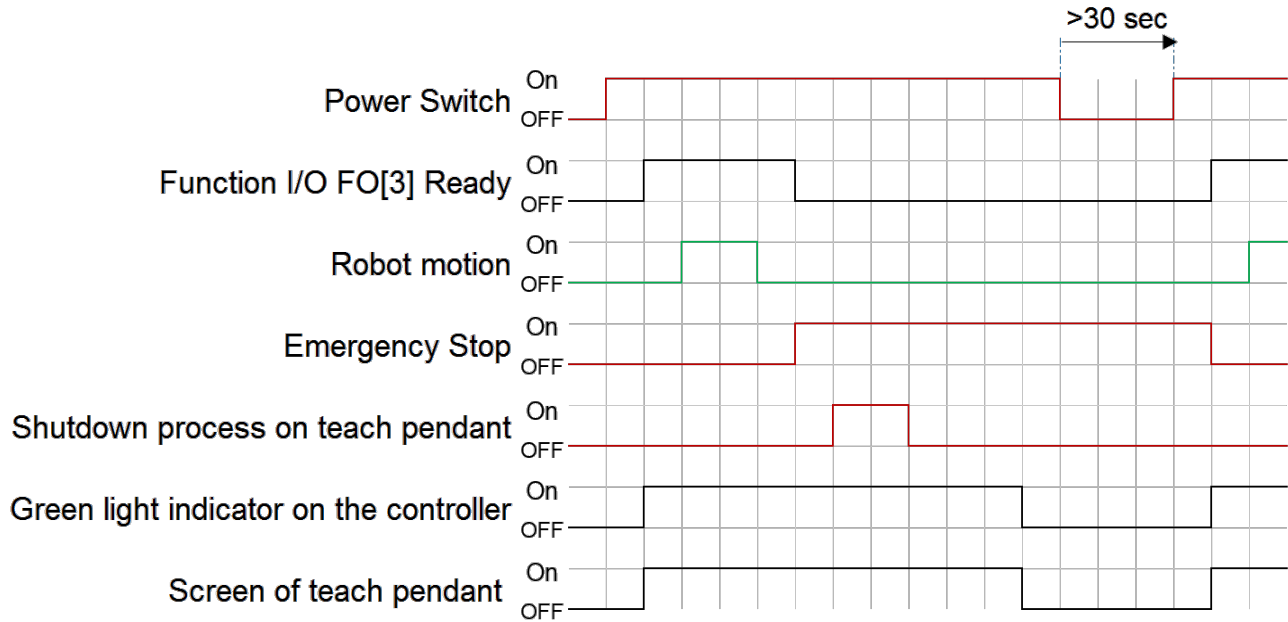 >30 sec
Power Switch On
OFF
Function I/O FO[3] Ready On
OFF
Robot motion On
OFF
Emergency Stop On
OFF
Shutdown process on teach pendant On
OFF
Green light indicator on the controller On
OFF
Screen of teach pendant On
OFF